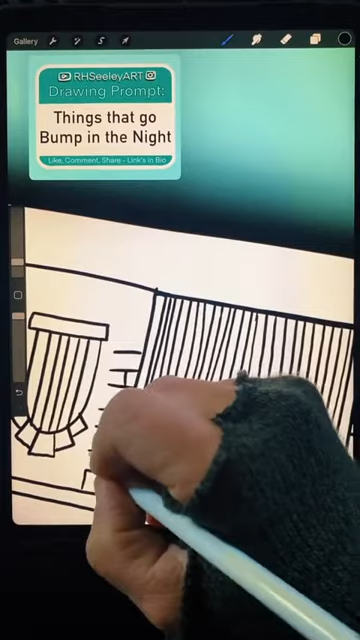 Gallery
RHSeeleyART
Drawing Prompt:
Things that go
Bump in the Night
Like, Comment, Share - Link's in Bio